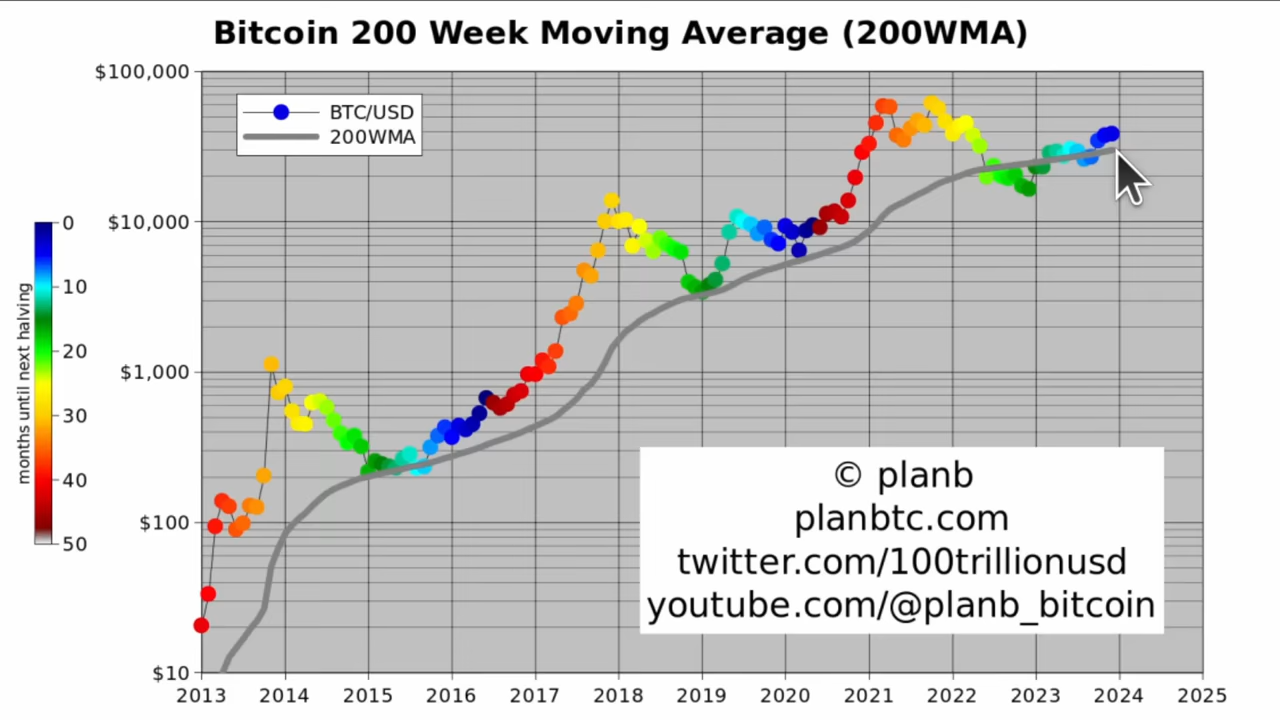 Bitcoin 200 Week Moving Average (200WMA)
$100,000
$10,000
$1,000
$100
$10
BTC/USD
200WMA
months until next halving
0
10
20
30
40
50
© planb
planbtc.com
twitter.com/100trillionusd
youtube.com/@planb_bitcoin
2013 2014 2015 2016 2017 2018 2019 2020 2021 2022 2023 2024 2025